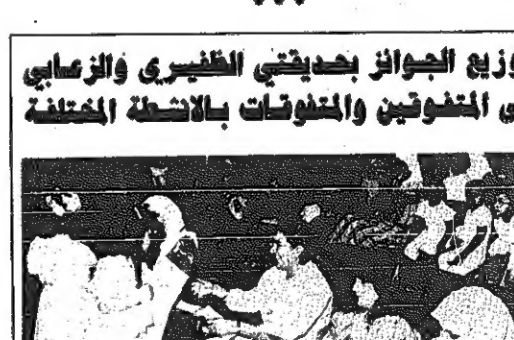 وزيع الجوائز بحديقتي الظفيري والزعابي
ى المتفوقين والمتفوقات بالانشطة المختلفة